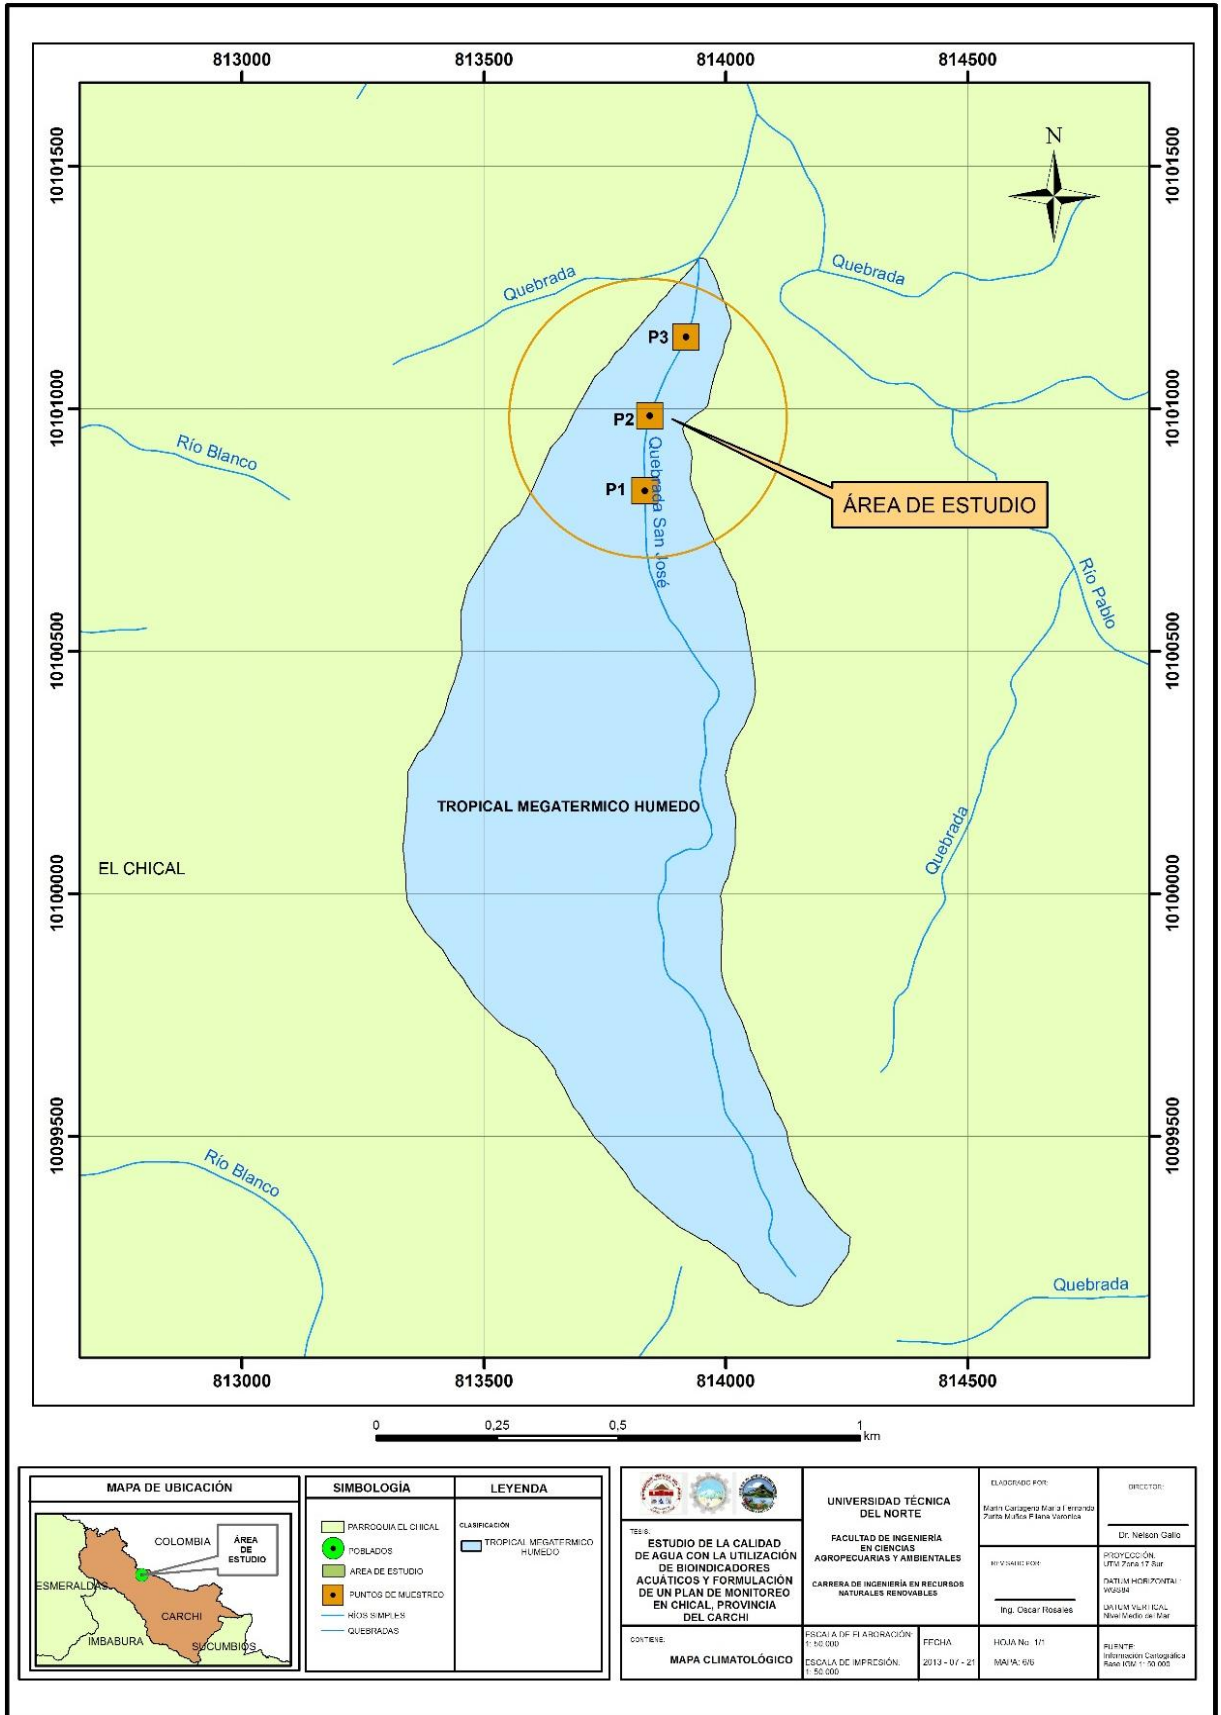 813000 813500 814000 814500
10101500 10101500
N
Quebrada
Quebrada
P3
10101000 10101000
P2
Río Blanco
Quebrada San José
P1
ÁREA DE ESTUDIO
Río Pablo
10100500 10100500
TROPICAL MEGATERMICO HUMEDO
Quebrada
EL CHICAL
10100000 10100000
10099500 10099500
Río Blanco
Quebrada
813000 813500 814000 814500
0 0,25 0,5 1
km
MAPA DE UBICACIÓN
COLOMBIA
ÁREA
DE
ESTUDIO
ESMERALDAS
CARCHI
IMBABURA
SUCUMBIOS
SIMBOLOGÍA
PARROQUIA EL CHICAL
POBLADOS
AREA DE ESTUDIO
PUNTOS DE MUESTREO
RÍOS SIMPLES
QUEBRADAS
LEYENDA
CLASIFICACIÓN
TROPICAL MEGATERMICO
HUMEDO
TESIS:
ESTUDIO DE LA CALIDAD
DE AGUA CON LA UTILIZACIÓN
DE BIOINDICADORES
ACUÁTICOS Y FORMULACIÓN
DE UN PLAN DE MONITOREO
EN CHICAL, PROVINCIA
DEL CARCHI
CONTIENE:
MAPA CLIMATOLÓGICO
UNIVERSIDAD TÉCNICA
DEL NORTE
FACULTAD DE INGENIERÍA
EN CIENCIAS
AGROPECUARIAS Y AMBIENTALES
CARRERA DE INGENIERÍA EN RECURSOS
NATURALES RENOVABLES
ESCALA DE ELABORACIÓN:
1: 50.000
ESCALA DE IMPRESIÓN:
1: 50.000
FECHA
2013 - 07 - 21
ELABORADO POR:
María Fernanda
Verónica
REVISADO POR:
Ing. Oscar Rosales
HOJA No: 1/1
MAPA: 6/6
DIRECTOR:
Dr. Nelson Gallo
PROYECCIÓN:
UTM Zona 17 Sur
DATUM HORIZONTAL:
WGS84
DATUM VERTICAL
Nivel Medio del Mar
FUENTE:
Información Cartográfica
Base IGM 1: 50 000